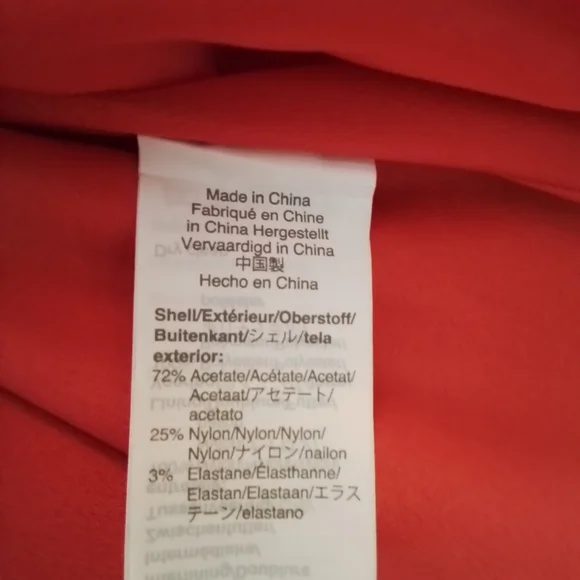 Made in China
Fabriqué en Chine
in China Hergestellt
Vervaardigd in China
中国製
Hecho en China
Shell/Extérieur/Oberstoff/
Buitenkant/シェル/tela
exterior:
72% Acetate/Acétate/Acetat/
Acetaat/アセテート/
acetato
25% Nylon/Nylon/Nylon/
Nylon/ナイロン/nailon
3% Elastane/Élasthanne/
Elastan/Elastaan/エラス
テーン/elastano